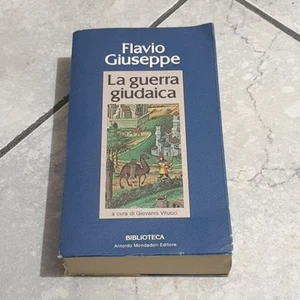 Flavio
Giuseppe
La guerra
giudaica
a cura di Giovanni Vitucci
BIBLIOTECA
Arnoldo Mondadori Editore